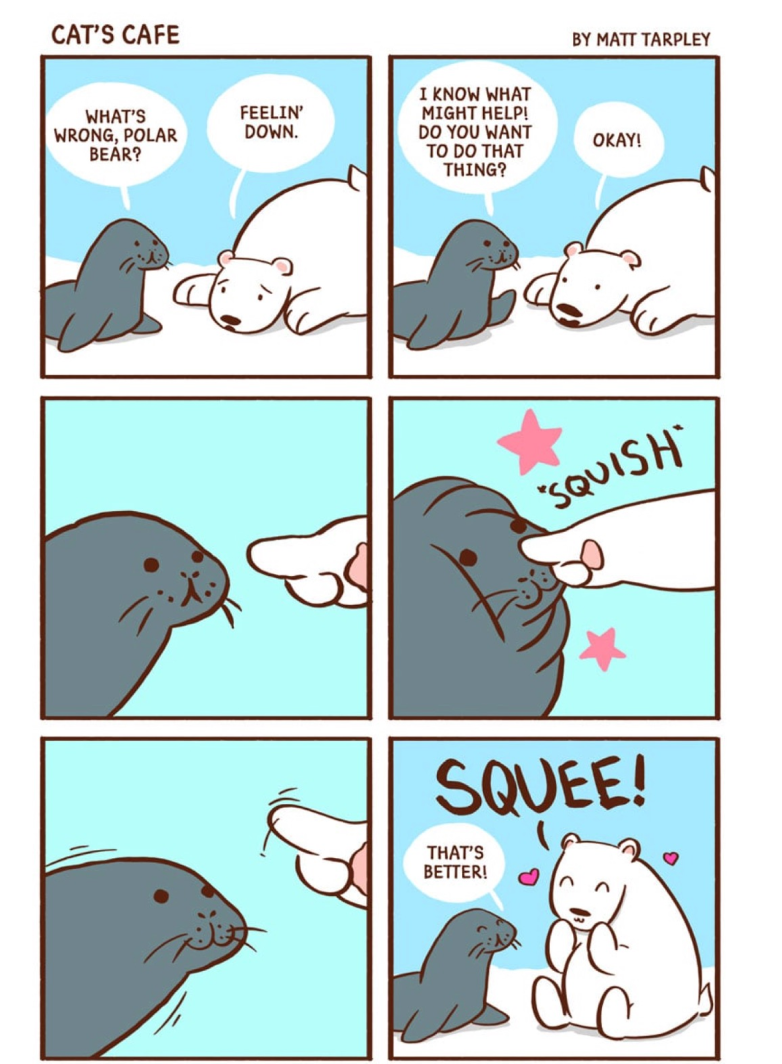 CAT'S CAFE
BY MATT TARPLEY
WHAT'S
WRONG, POLAR
BEAR?
FEELIN'
DOWN.
I KNOW WHAT
MIGHT HELP!
DO YOU WANT
TO DO THAT
THING?
OKAY!
*SQUISH*
SQUEE!
THAT'S
BETTER!